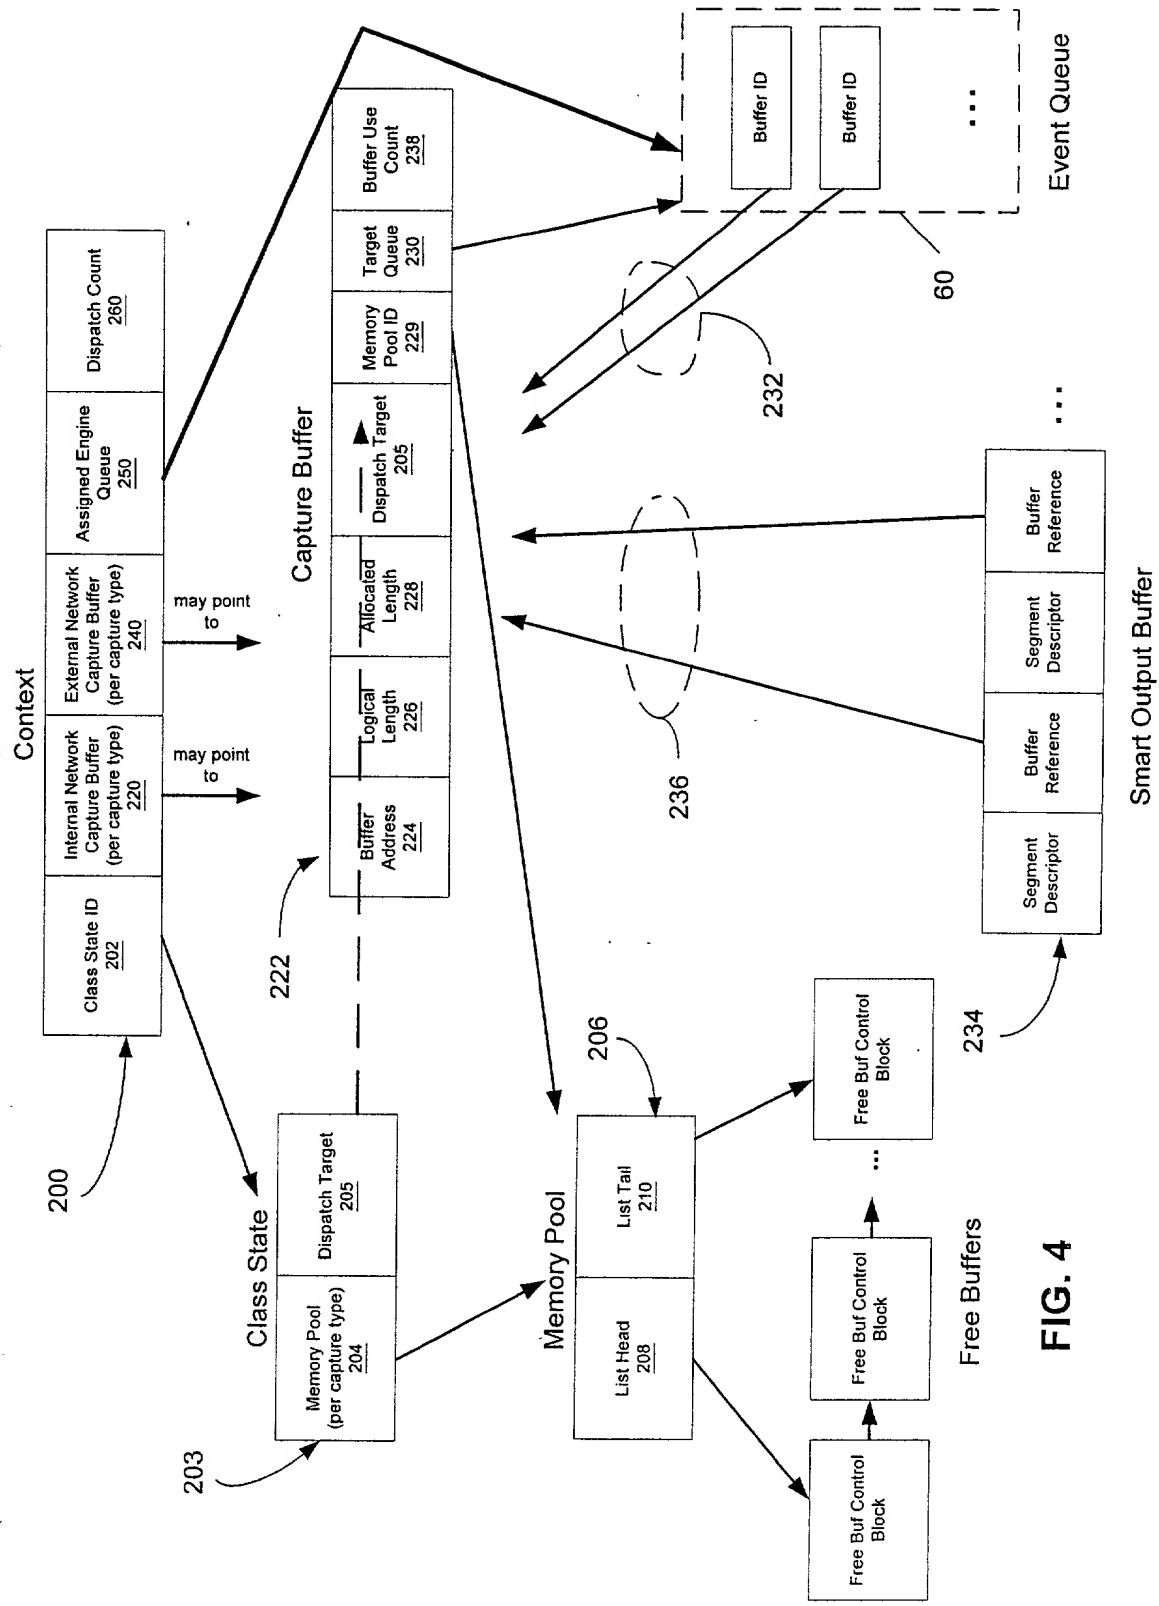 Context
Class State ID
202
Internal Network
Capture Buffer
(per capture type)
220
External Network
Capture Buffer
(per capture type)
240
Assigned Engine
Queue
250
Dispatch Count
260
200
may point
to
may point
to
Capture Buffer
222
Buffer
Address
224
Logical
Length
226
Allocated
Length
228
Dispatch Target
205
Memory
Pool ID
229
Target
Queue
230
Buffer Use
Count
238
Class State
203
Memory Pool
(per capture type)
204
Dispatch Target
205
Memory Pool
206
List Head
208
List Tail
210
Free Buf Control
Block
Free Buf Control
Block
...
Free Buf Control
Block
Free Buffers
236
232
Buffer ID
Buffer ID
...
60
Event Queue
234
Segment
Descriptor
Buffer
Reference
Segment
Descriptor
Buffer
Reference
...
Smart Output Buffer
FIG. 4